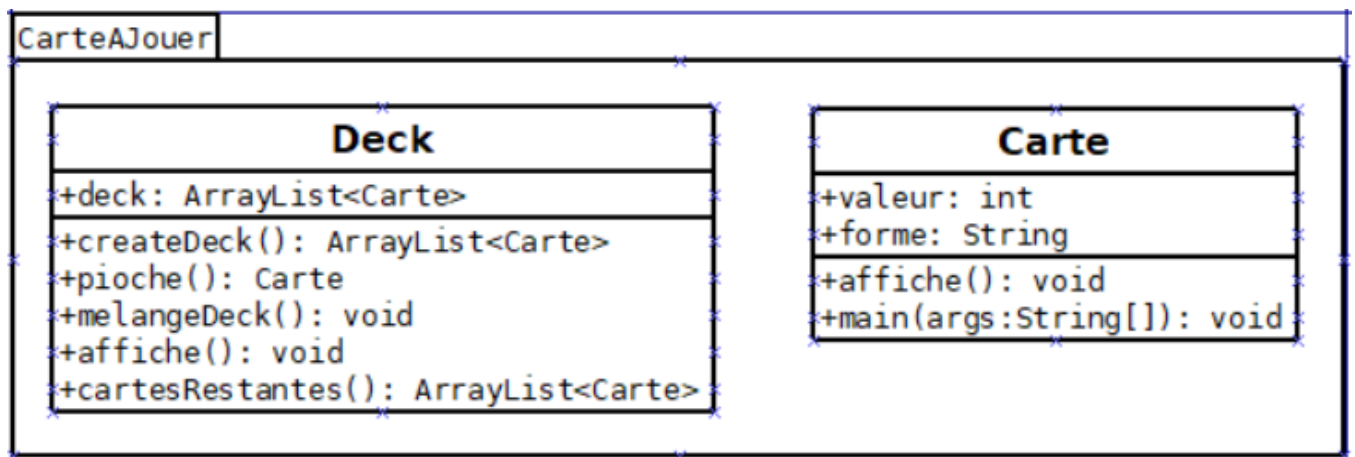 CarteAJouer
Deck
+deck: ArrayList<Carte>
+createDeck(): ArrayList<Carte>
+pioche(): Carte
+melangeDeck(): void
+affiche(): void
+cartesRestantes(): ArrayList<Carte>
Carte
+valeur: int
+forme: String
+affiche(): void
+main(args:String[]): void